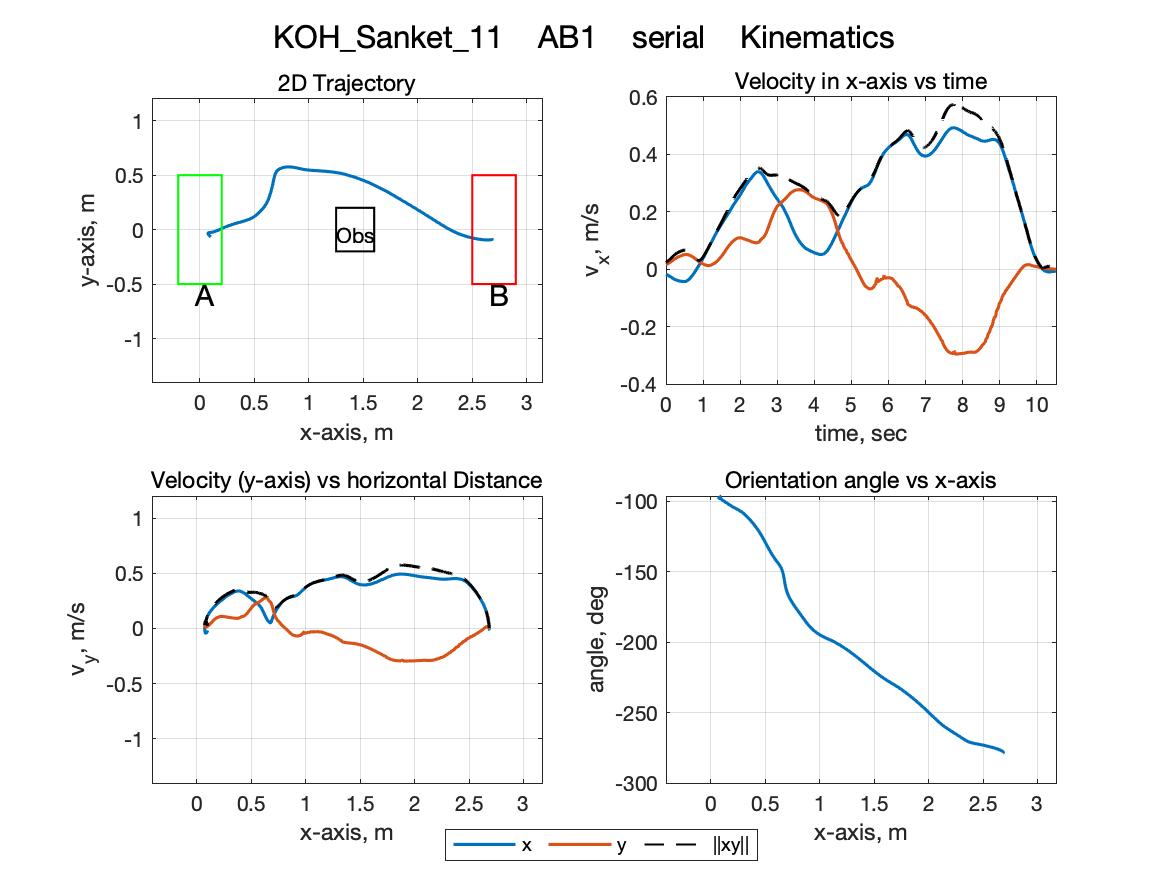 KOH_Sanket_11 AB1 serial Kinematics
2D Trajectory
1
0.5
0
-0.5
-1
y-axis, m
Obs
A
B
0 0.5 1 1.5 2 2.5 3
x-axis, m
Velocity in x-axis vs time
0.6
0.4
0.2
0
-0.2
-0.4
vx, m/s
0 1 2 3 4 5 6 7 8 9 10
time, sec
Velocity (y-axis) vs horizontal Distance
1
0.5
0
-0.5
-1
vy, m/s
0 0.5 1 1.5 2 2.5 3
x-axis, m
Orientation angle vs x-axis
-100
-150
-200
-250
-300
angle, deg
0 0.5 1 1.5 2 2.5 3
x-axis, m
x y ||xy||